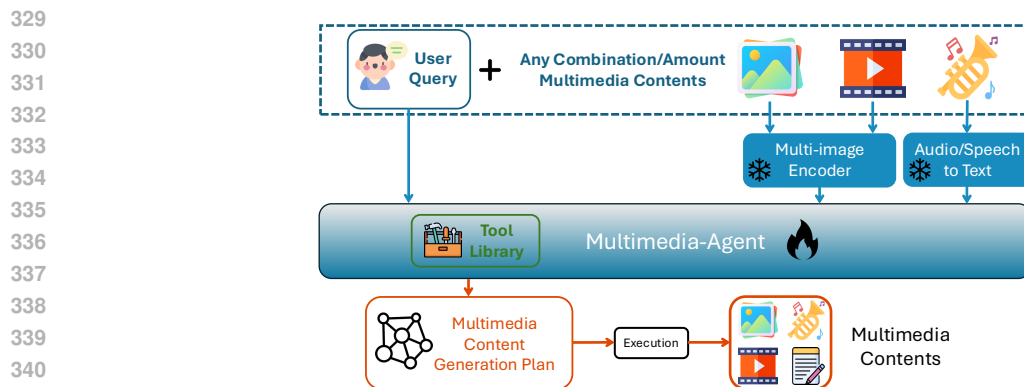 329
330
331
332
333
334
335
336
337
338
339
340
User
Query
+
Any Combination/Amount
Multimedia Contents
Multi-image
Encoder
Audio/Speech
to Text
Tool
Library
Multimedia-Agent
Multimedia
Content
Generation Plan
Execution
Multimedia
Contents